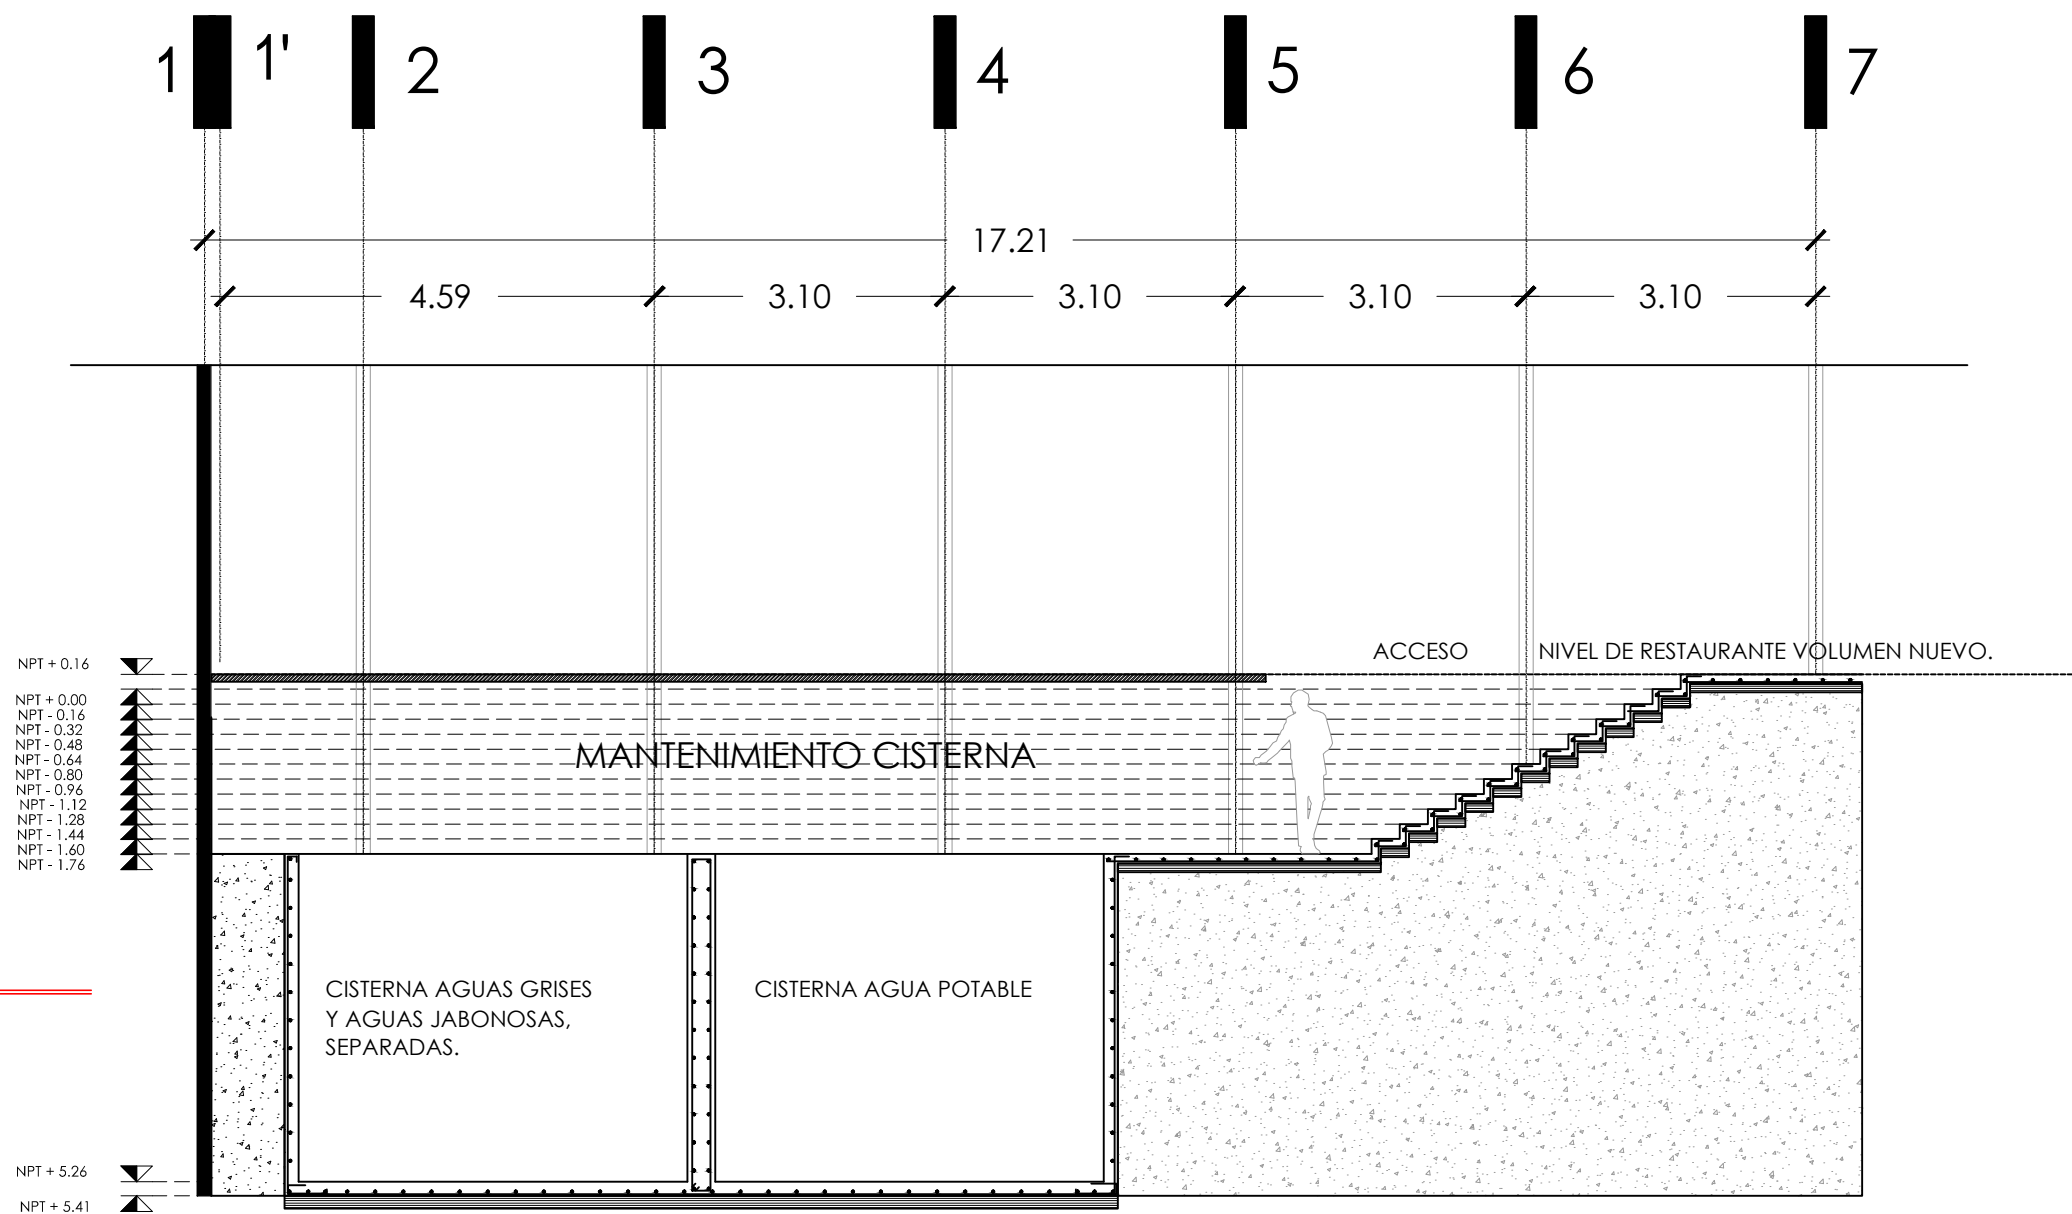 1 1' 2 3 4 5 6 7
17.21
4.59 3.10 3.10 3.10 3.10
ACCESO NIVEL DE RESTAURANTE VOLUMEN NUEVO.
NPT + 0.16
NPT + 0.00
NPT - 0.16
NPT - 0.32
NPT - 0.48
NPT - 0.64
NPT - 0.80
NPT - 0.96
NPT - 1.12
NPT - 1.28
NPT - 1.44
NPT - 1.60
NPT - 1.76
MANTENIMIENTO CISTERNA
CISTERNA AGUAS GRISES
Y AGUAS JABONOSAS,
SEPARADAS.
CISTERNA AGUA POTABLE
NPT + 5.26
NPT + 5.41